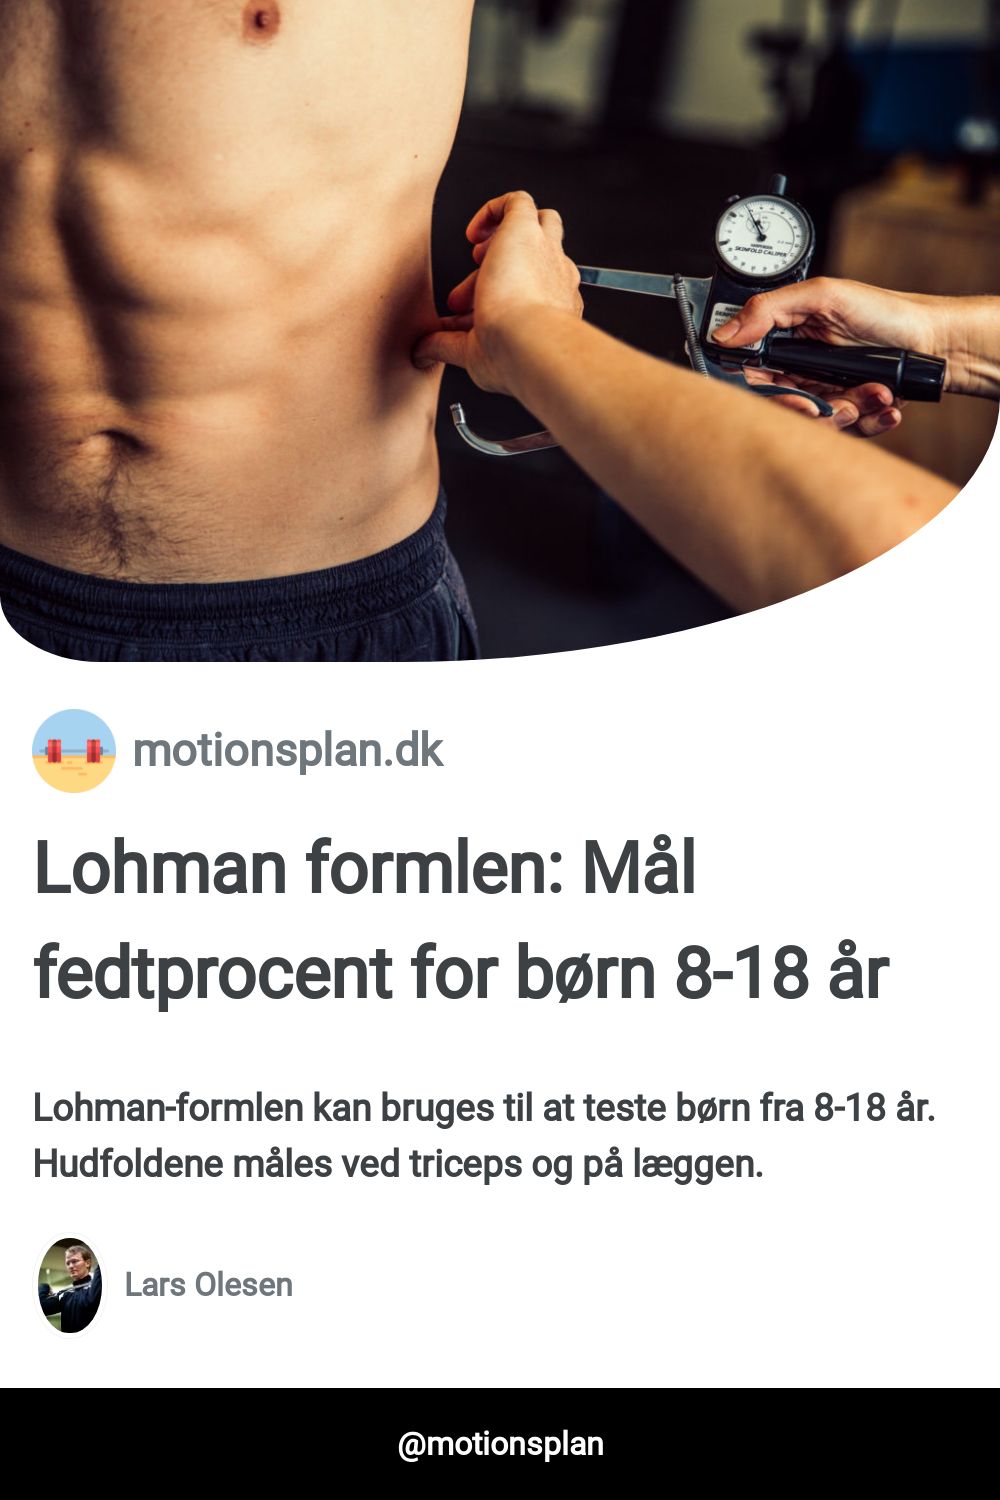 HARPENDEN
SKINFOLD CALIPER
motionsplan.dk
Lohman formlen: Mål
fedtprocent for børn 8-18 år
Lohman-formlen kan bruges til at teste børn fra 8-18 år.
Hudfoldene måles ved triceps og på læggen.
Lars Olesen
@motionsplan